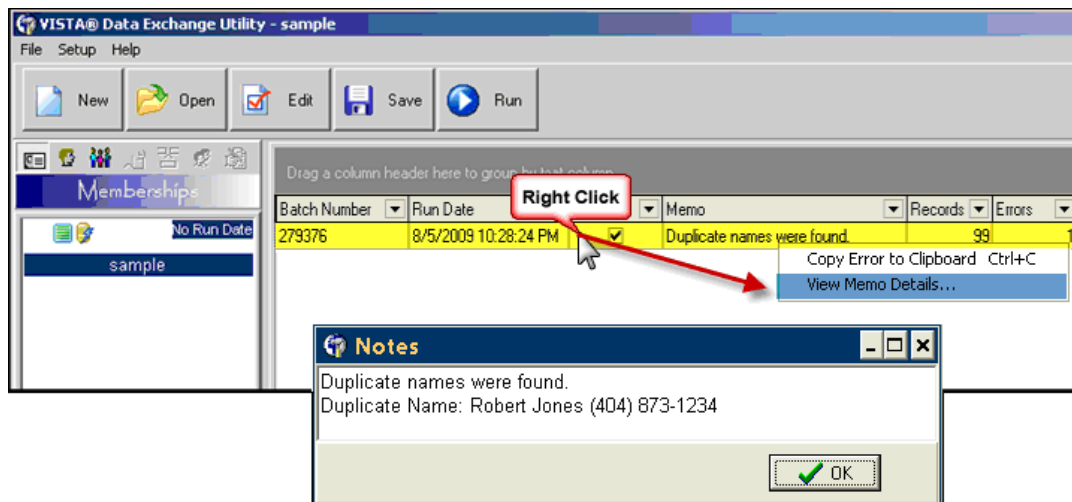 VISTA® Data Exchange Utility - sample
File Setup Help
New Open Edit Save Run
Memberships
Drag a column header here to group by that column
Right Click
Batch Number Run Date Memo Records Errors
No Run Date
279376 8/5/2009 10:28:24 PM Duplicate names were found. 99 1
sample
Copy Error to Clipboard Ctrl+C
View Memo Details...
Notes
Duplicate names were found.
Duplicate Name: Robert Jones (404) 873-1234
OK